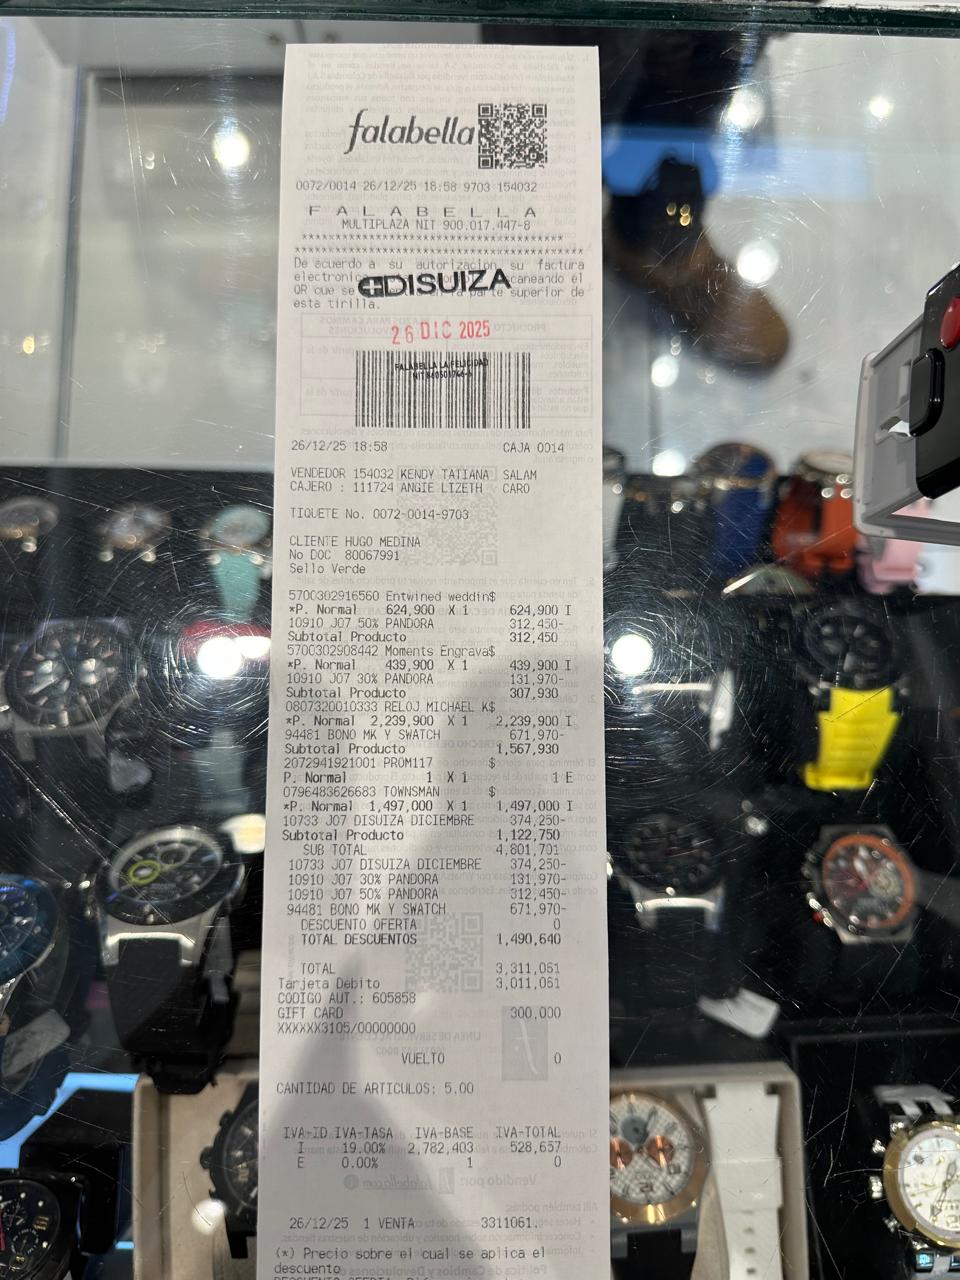 falabella
0072/0014 26/12/25 18:58 9703 154032
F A L A B E L L A
MULTIPLAZA NIT 900.017.447-8
De acuerdo a su autorizacion, su factura
electronica escaneando el
QR que se en la parte superior de
esta tirilla.
DISUIZA
26 DIC 2025
FALABELLA LA FELICIDAD
26/12/25 18:58 CAJA 0014
VENDEDOR 154032 KENDY TATIANA SALAM
CAJERO : 111724 ANGIE LIZETH CARO
TIQUETE No. 0072-0014-9703
CLIENTE HUGO MEDINA
No DOC 80067991
Sello Verde
5700302916560 Entwined weddin$
*P. Normal 624,900 X 1 624,900 I
10910 J07 50% PANDORA 312,450-
Subtotal Producto 312,450
5700302908442 Moments Engrava$
*P. Normal 439,900 X 1 439,900 I
10910 J07 30% PANDORA 131,970-
Subtotal Producto 307,930
0807320010333 RELOJ MICHAEL K$
*P. Normal 2,239,900 X 1 2,239,900 I
94481 BONO MK Y SWATCH 671,970-
Subtotal Producto 1,567,930
2072941921001 PROM117 $
P. Normal 1 X 1 1 E
0796483626683 TOWNSMAN $
*P. Normal 1,497,000 X 1 1,497,000 I
10733 J07 DISUIZA DICIEMBRE 374,250-
Subtotal Producto 1,122,750
SUB TOTAL 4,801,701
10733 J07 DISUIZA DICIEMBRE 374,250-
10910 J07 30% PANDORA 131,970-
10910 J07 50% PANDORA 312,450-
94481 BONO MK Y SWATCH 671,970-
DESCUENTO OFERTA 0
TOTAL DESCUENTOS 1,490,640
TOTAL 3,311,061
Tarjeta Debito 3,011,061
CODIGO AUT.: 605858
GIFT CARD 300,000
XXXXXX3105/00000000
VUELTO 0
CANTIDAD DE ARTICULOS: 5.00
IVA-ID IVA-TASA IVA-BASE IVA-TOTAL
I 19.00% 2,782,403 528,657
E 0.00% 1 0
26/12/25 1 VENTA 3311061.
(*) Precio sobre el cual se aplica el
descuento